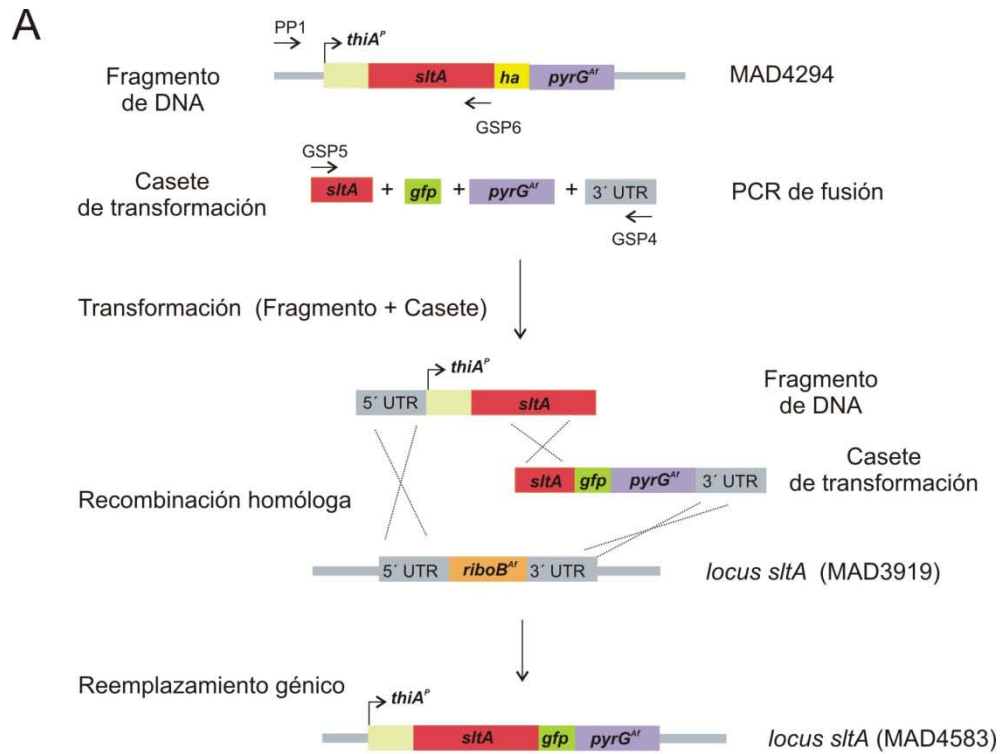 A
PP1
thiA^P
Fragmento
de DNA
sltA ha pyrG^Af
MAD4294
GSP6
GSP5
Casete
de transformación
sltA + gfp + pyrG^Af + 3´ UTR
PCR de fusión
GSP4
Transformación (Fragmento + Casete)
thiA^P
5´ UTR sltA
Fragmento
de DNA
sltA gfp pyrG^Af 3´ UTR
Casete
de transformación
Recombinación homóloga
5´ UTR riboB^Af 3´ UTR
locus sltA (MAD3919)
Reemplazamiento génico
thiA^P
sltA gfp pyrG^Af
locus sltA (MAD4583)